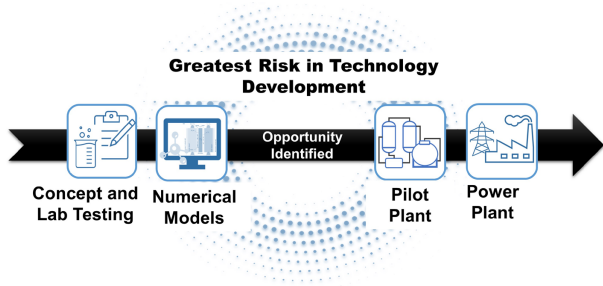 Greatest Risk in Technology
Development
Opportunity
Identified
Concept and
Lab Testing
Numerical
Models
Pilot
Plant
Power
Plant